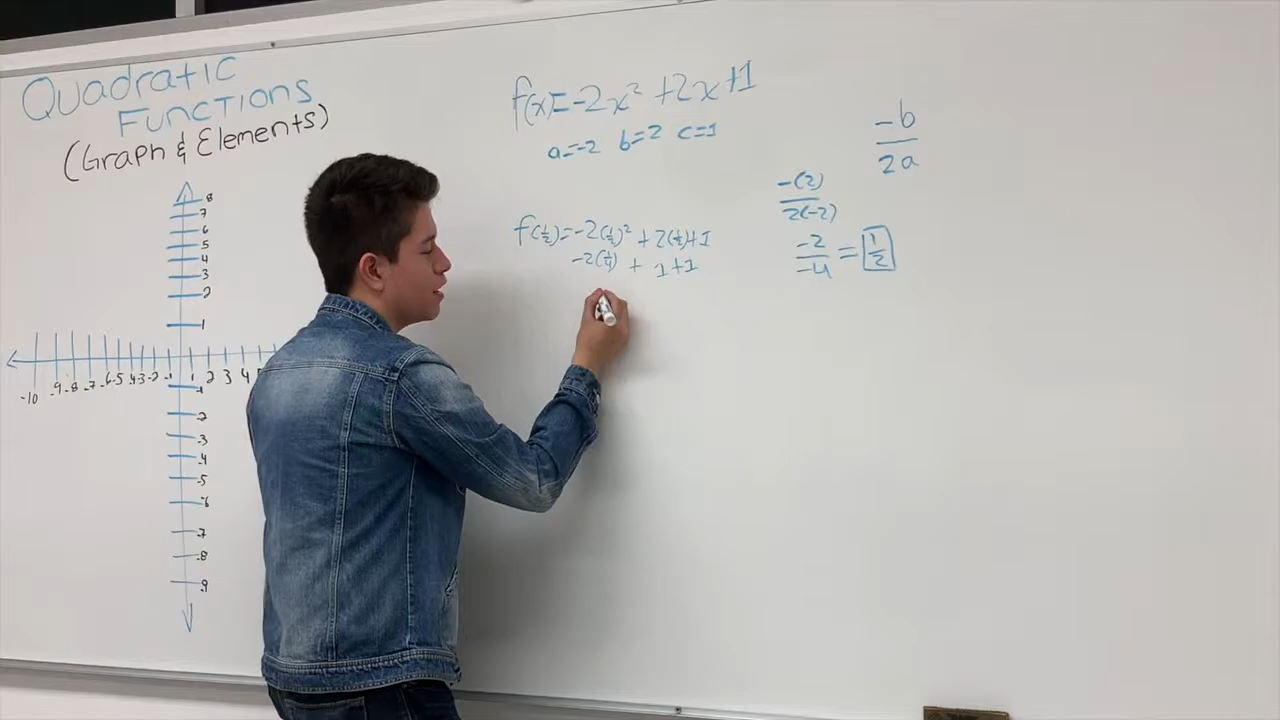 Quadratic
Functions
(Graph & Elements)
8
7
6
5
4
3
2
1
-10 -9 -8 -7 -6 -5 -4 -3 -2 -1 1 2 3 4 5
-1
-2
-3
-4
-5
-6
-7
-8
-9
f(x)=-2x² +2x+1
a=-2 b=2 c=1
f(½)=-2(½)² + 2(½)+1
-2(¼) + 1+1
-b
2a
-(2)
2(-2)
-2
-4
= 1
2